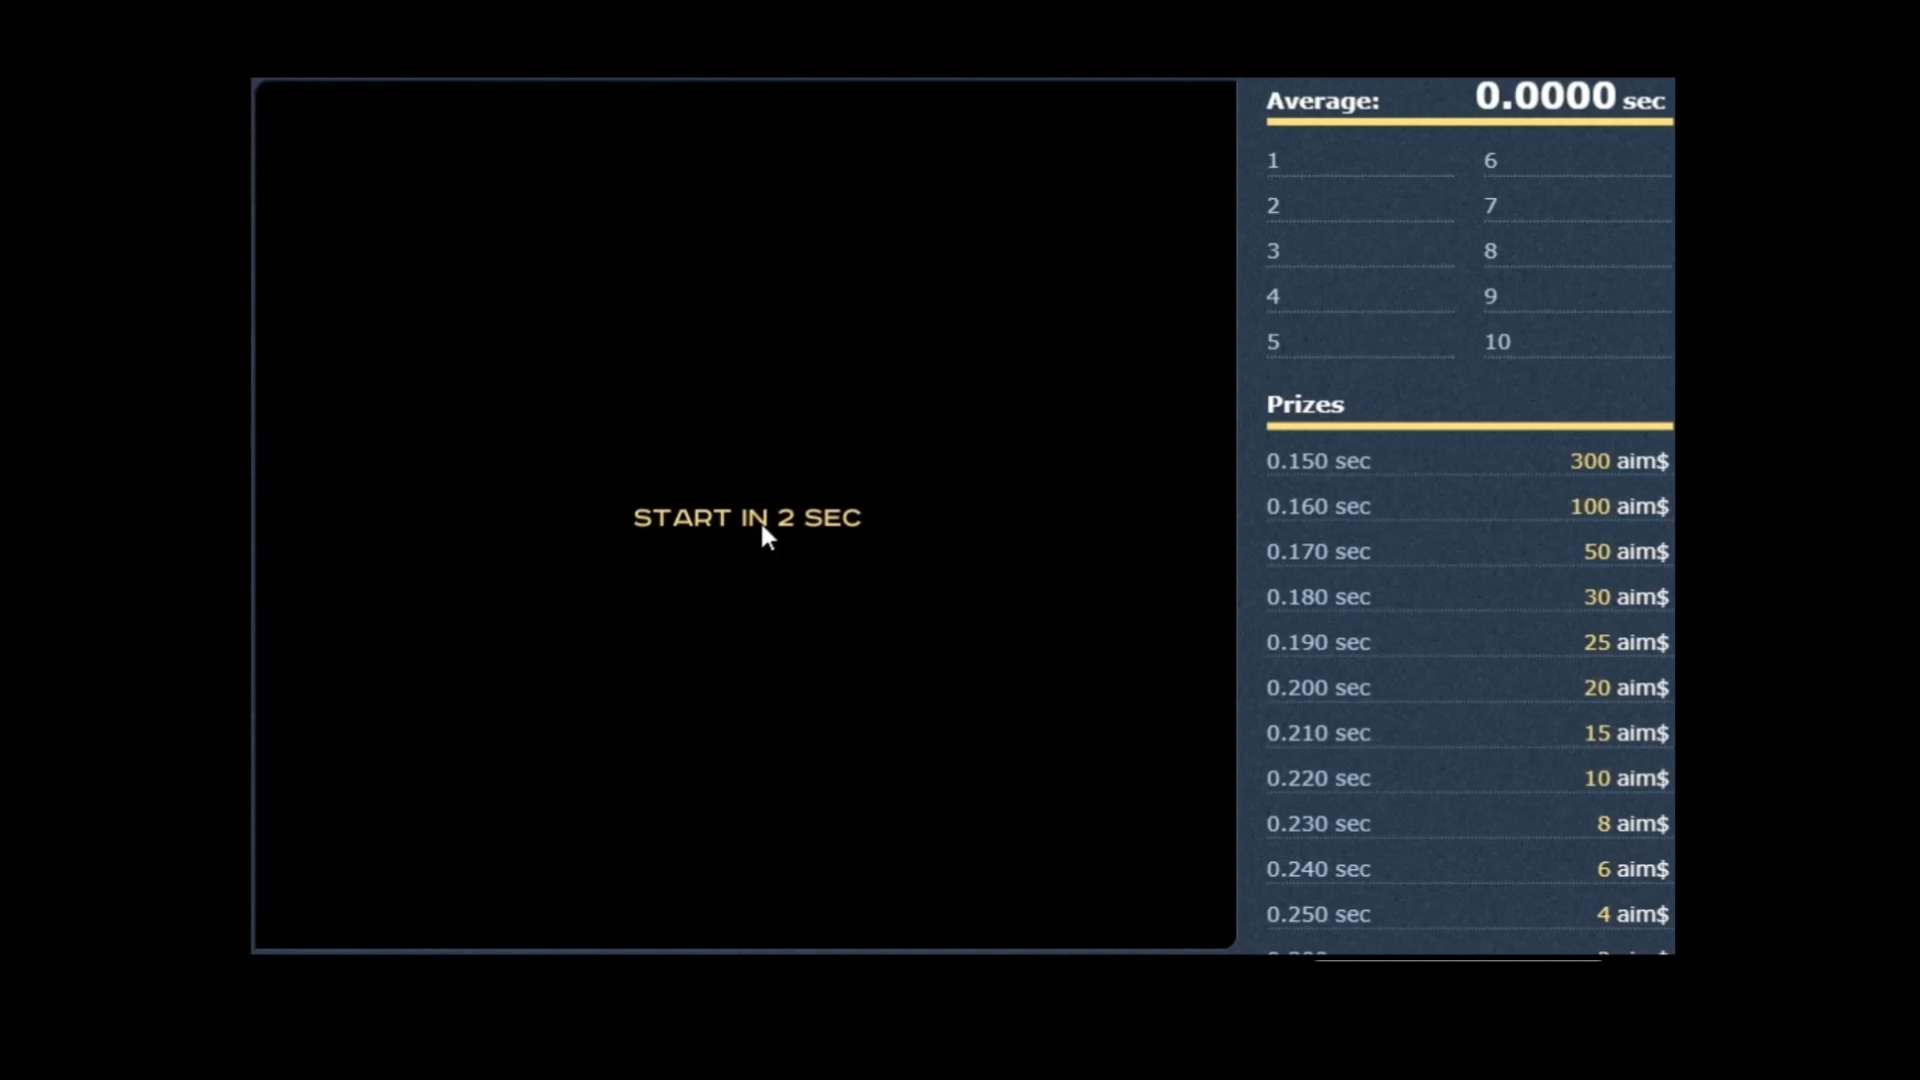 START IN 2 SEC
Average: 0.0000 sec
1 6
2 7
3 8
4 9
5 10
Prizes
0.150 sec 300 aim$
0.160 sec 100 aim$
0.170 sec 50 aim$
0.180 sec 30 aim$
0.190 sec 25 aim$
0.200 sec 20 aim$
0.210 sec 15 aim$
0.220 sec 10 aim$
0.230 sec 8 aim$
0.240 sec 6 aim$
0.250 sec 4 aim$